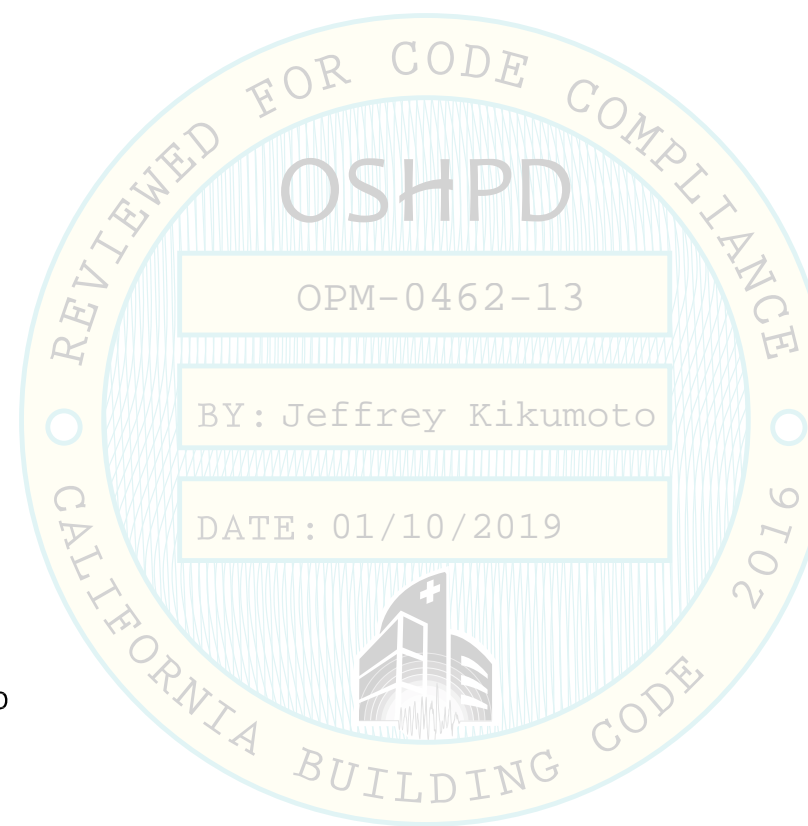 REVIEWED FOR CODE COMPLIANCE
OSHPD
OPM-0462-13
BY: Jeffrey Kikumoto
DATE: 01/10/2019
CALIFORNIA BUILDING CODE 2016